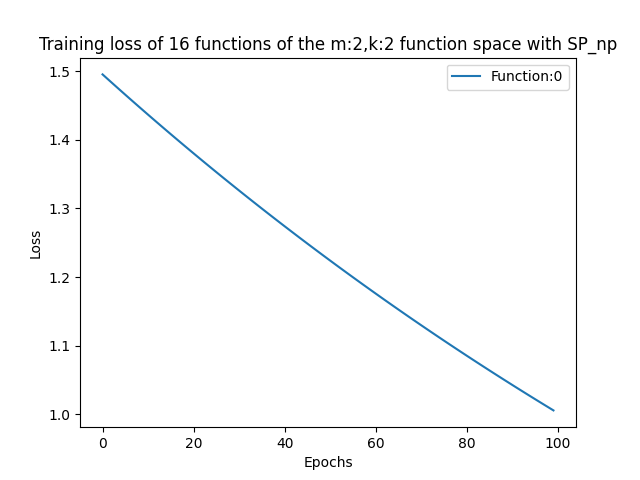 Training loss of 16 functions of the m:2,k:2 function space with SP_np
Function:0
1.5
1.4
1.3
1.2
1.1
1.0
Loss
0 20 40 60 80 100
Epochs